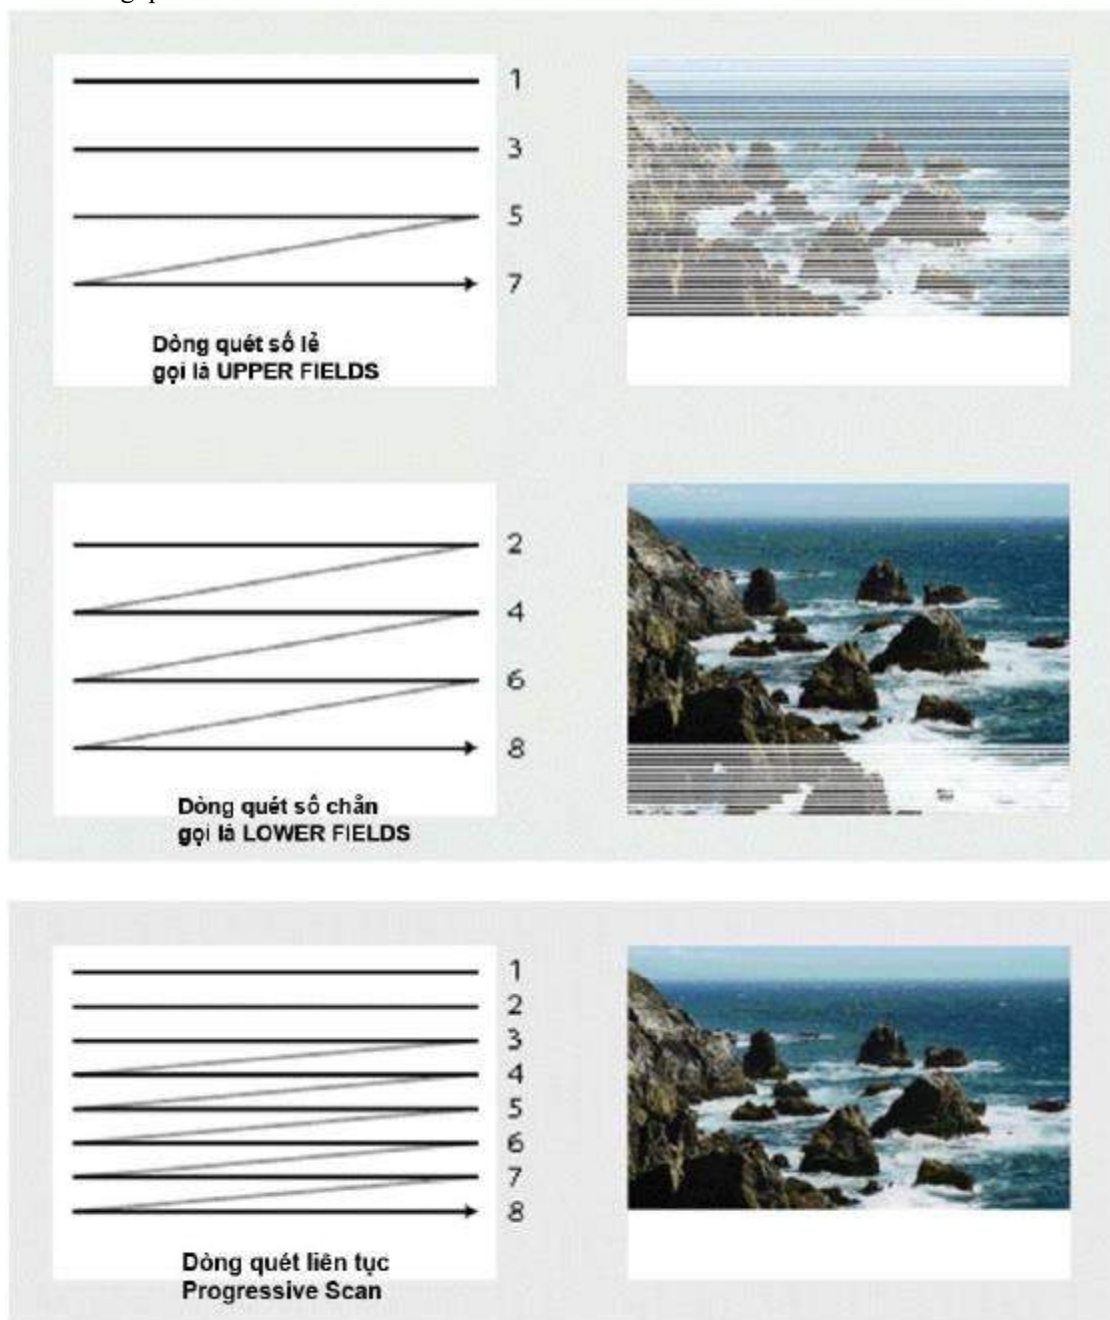 1
3
5
7
Dòng quét số lẻ
gọi là UPPER FIELDS
2
4
6
8
Dòng quét số chẵn
gọi là LOWER FIELDS
1
2
3
4
5
6
7
8
Dòng quét liên tục
Progressive Scan